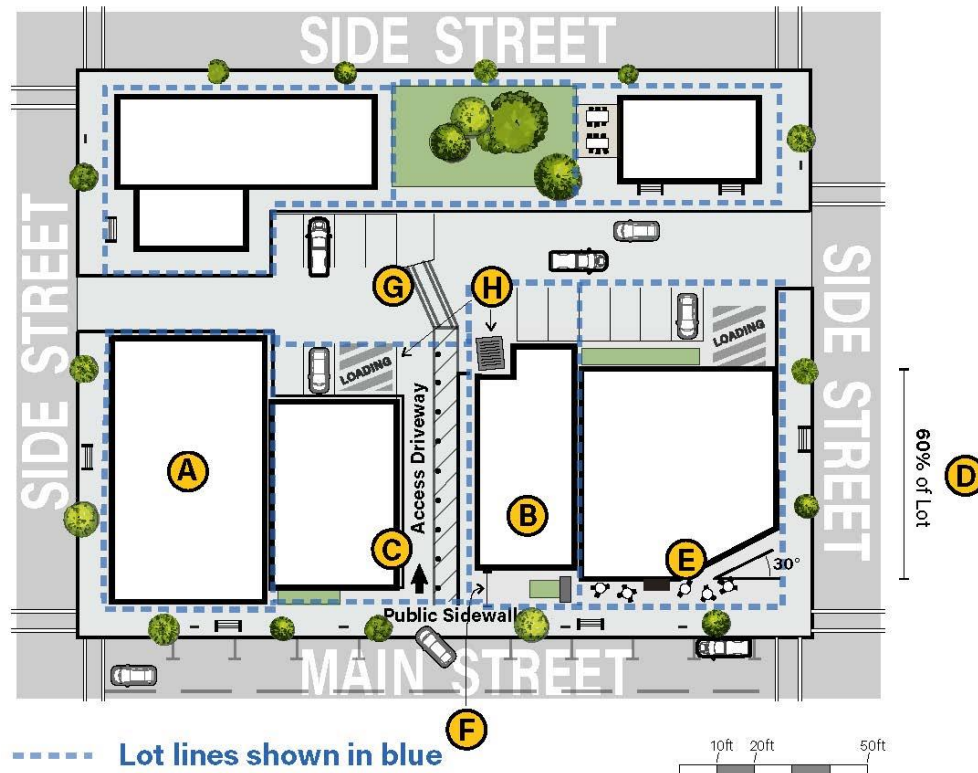 SIDE STREET
SIDE STREET
SIDE STREET
G
H
LOADING
LOADING
A
B
C
D
E
F
Access Driveway
60% of Lot
30°
Public Sidewalk
MAIN STREET
Lot lines shown in blue
10ft 20ft 50ft